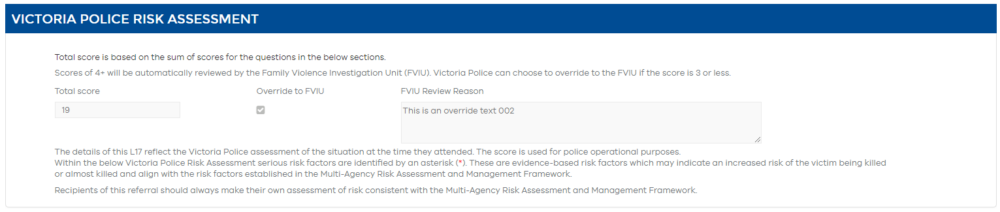 VICTORIA POLICE RISK ASSESSMENT
Total score is based on the sum of scores for the questions in the below sections.
Scores of 4+ will be automatically reviewed by the Family Violence Investigation Unit (FVIU). Victoria Police can choose to override to the FVIU if the score is 3 or less.
Total score Override to FVIU FVIU Review Reason
19 This is an override text 002
The details of this L17 reflect the Victoria Police assessment of the situation at the time they attended. The score is used for police operational purposes.
Within the below Victoria Police Risk Assessment serious risk factors are identified by an asterisk (*). These are evidence-based risk factors which may indicate an increased risk of the victim being killed
or almost killed and align with the risk factors established in the Multi-Agency Risk Assessment and Management Framework.
Recipients of this referral should always make their own assessment of risk consistent with the Multi-Agency Risk Assessment and Management Framework.